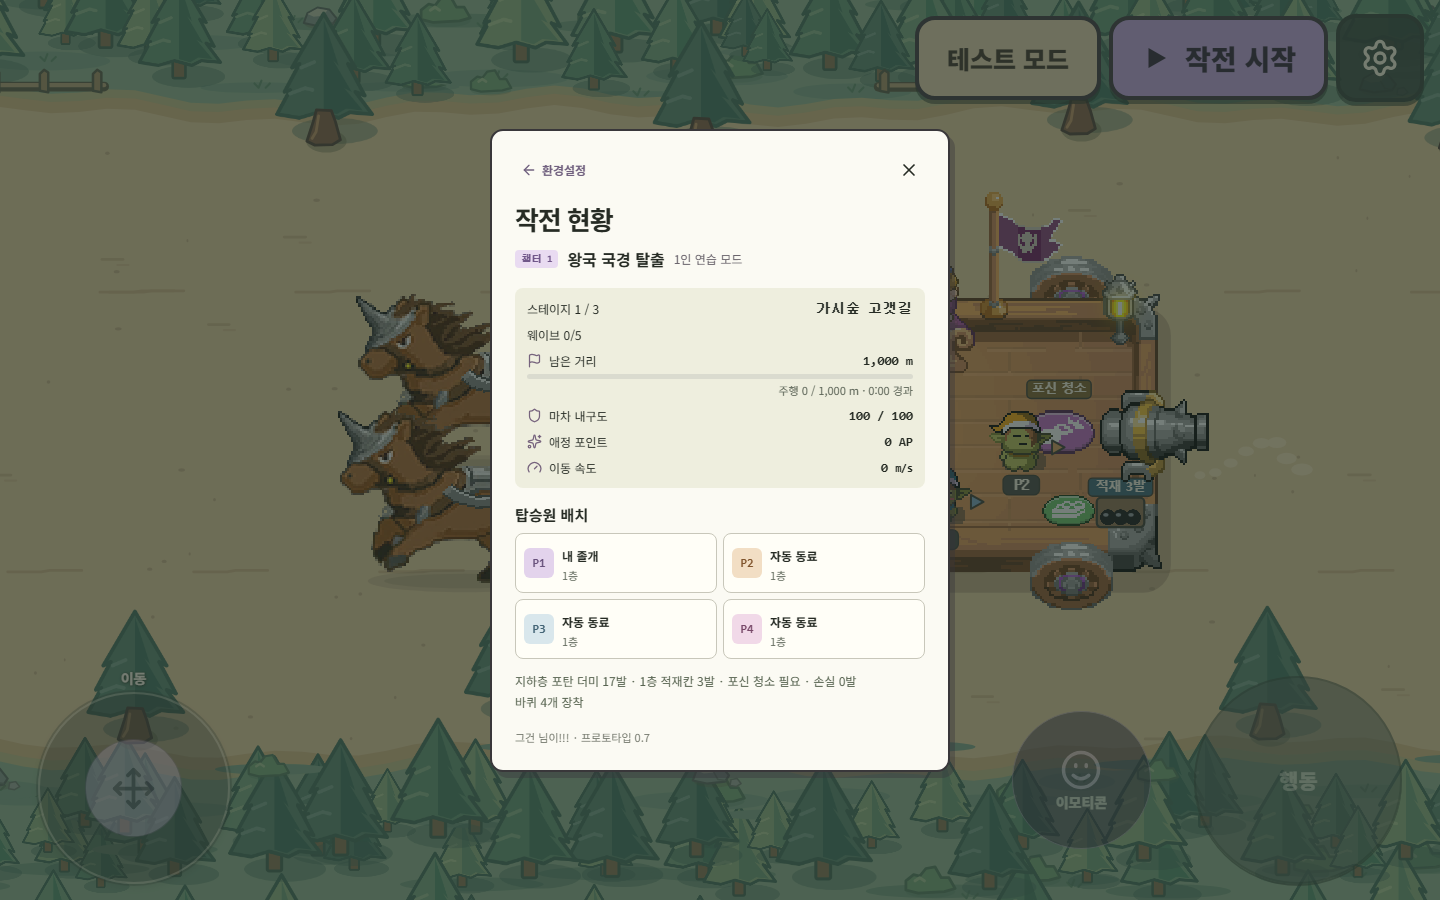 테스트 모드
작전 시작
환경설정
작전 현황
챕터 1 왕국 국경 탈출 1인 연습 모드
스테이지 1 / 3 가시숲 고갯길
웨이브 0/5
남은 거리 1,000 m
주행 0 / 1,000 m · 0:00 경과
마차 내구도 100 / 100
애정 포인트 0 AP
이동 속도 0 m/s
탑승원 배치
P1 내 졸개
1층
P2 자동 동료
1층
P3 자동 동료
1층
P4 자동 동료
1층
지하층 포탄 더미 17발 · 1층 적재칸 3발 · 포신 청소 필요 · 손실 0발
바퀴 4개 장착
그건 님이!!! · 프로토타입 0.7
포신 청소
P2
적재 3발
이동
이모티콘
행동